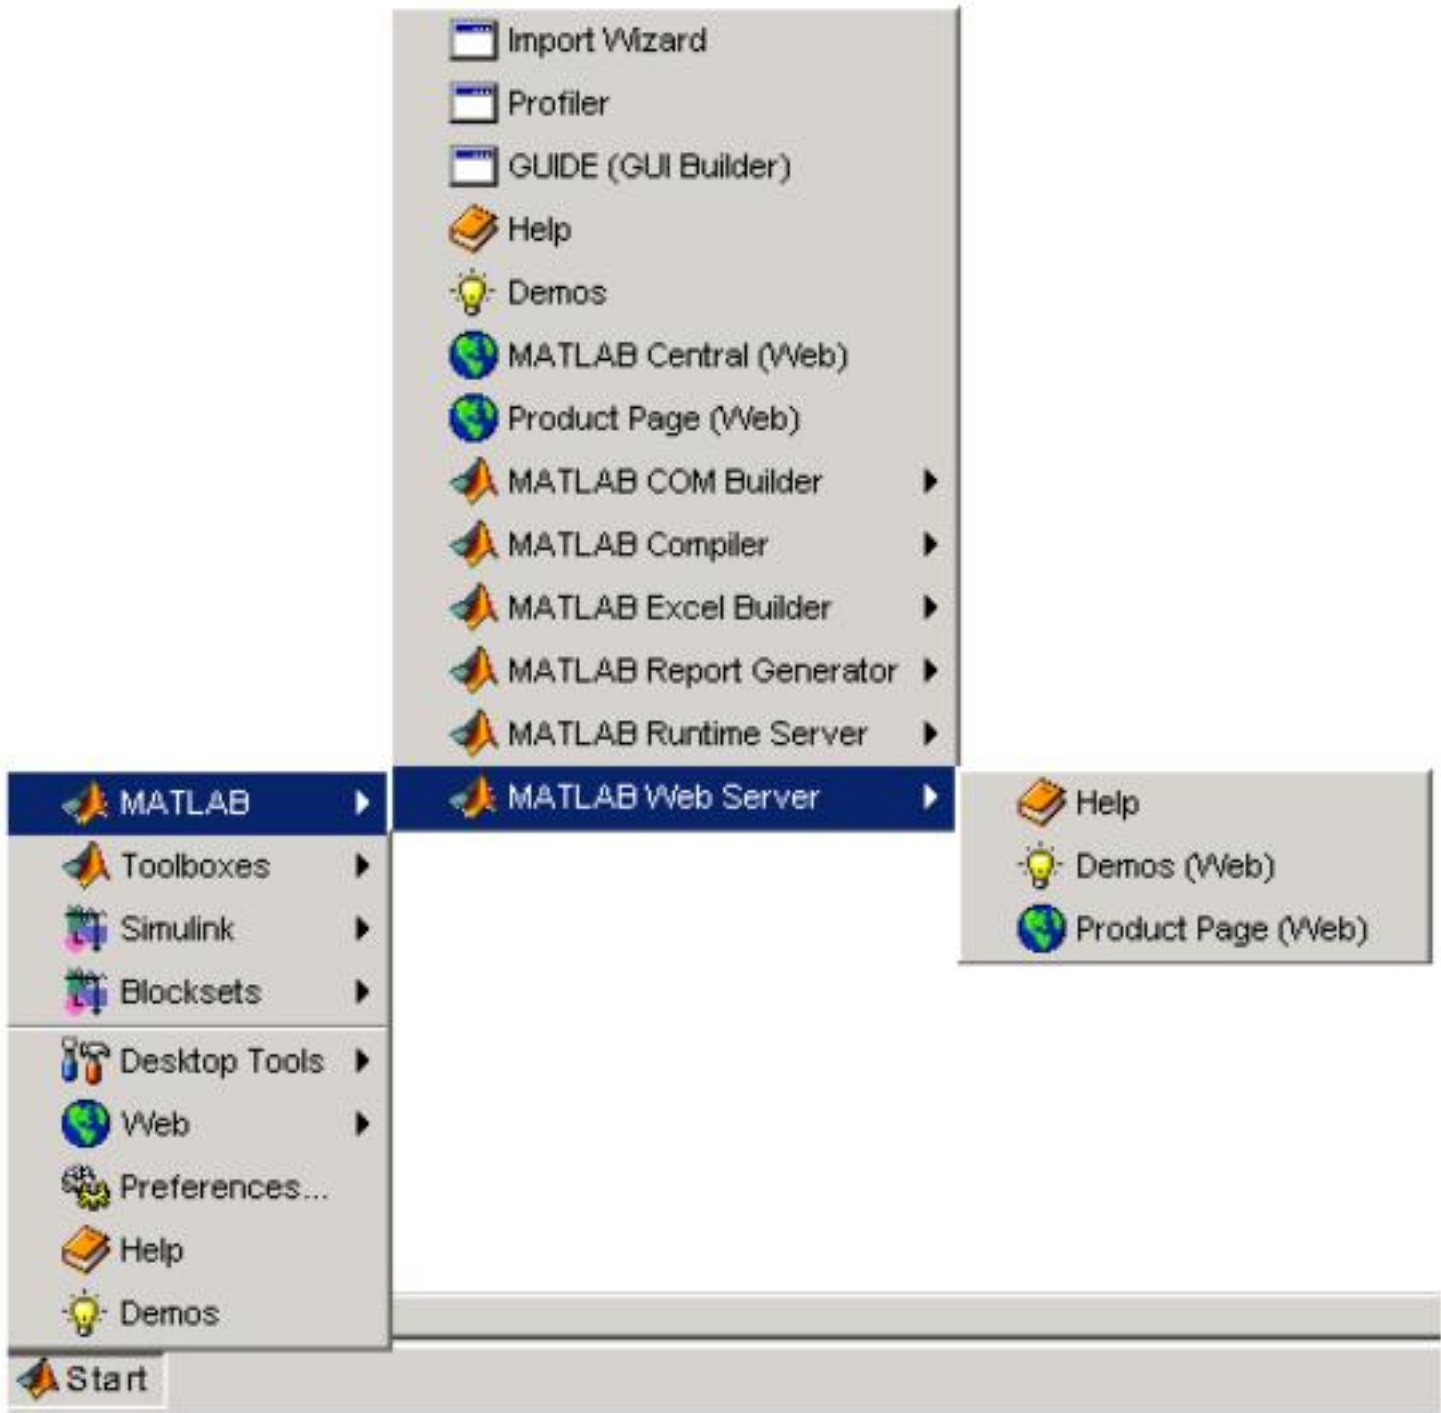 Import Wizard
Profiler
GUIDE (GUI Builder)
Help
Demos
MATLAB Central (Web)
Product Page (Web)
MATLAB COM Builder
MATLAB Compiler
MATLAB Excel Builder
MATLAB Report Generator
MATLAB Runtime Server
MATLAB Web Server
Help
Demos (Web)
Product Page (Web)
MATLAB
Toolboxes
Simulink
Blocksets
Desktop Tools
Web
Preferences...
Help
Demos
Start